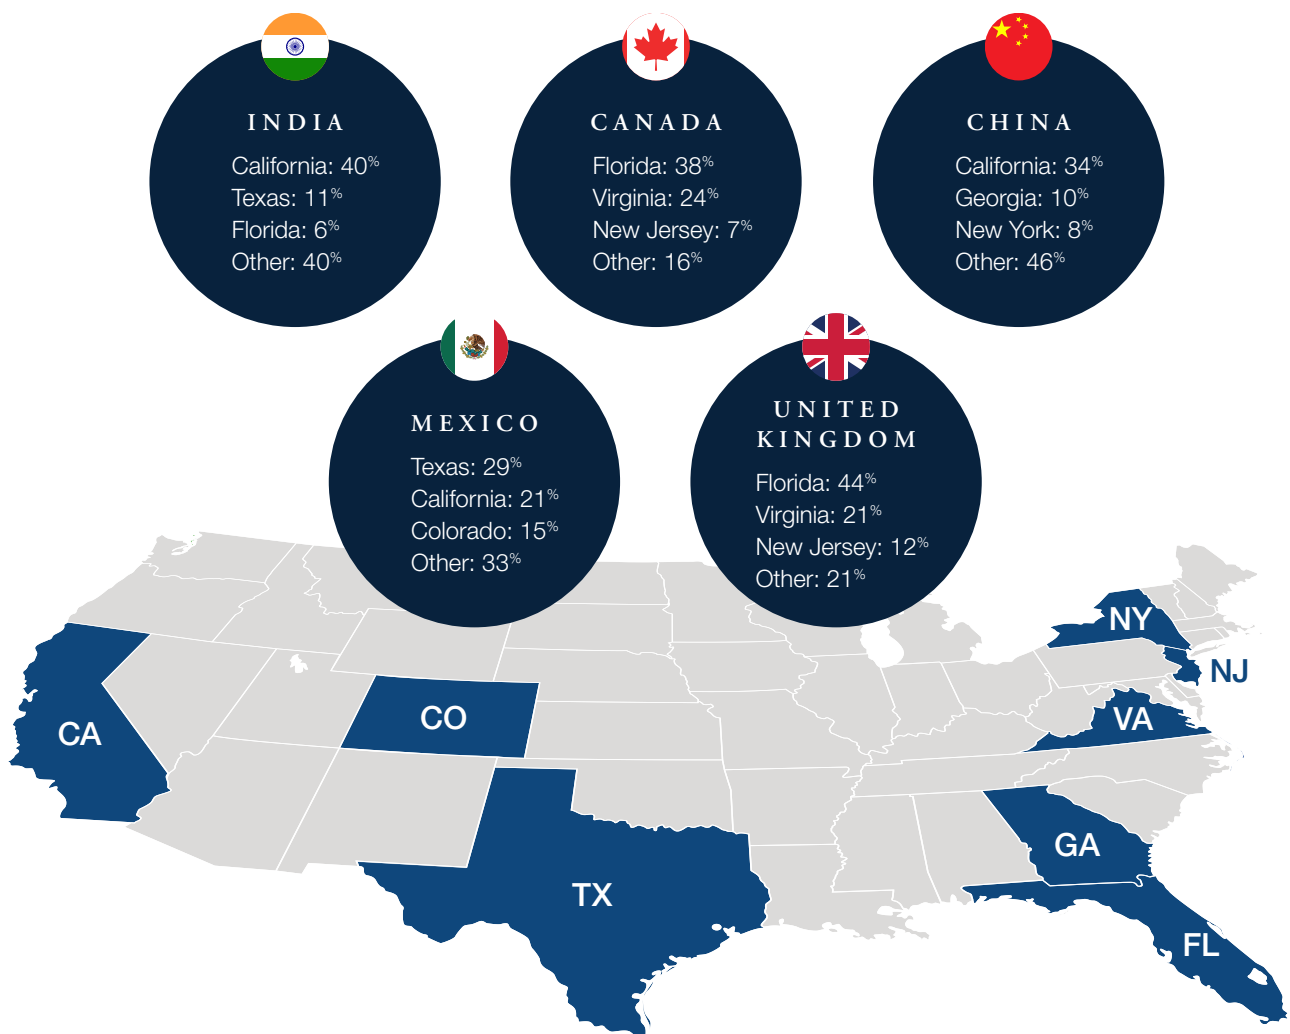 INDIA
California: 40%
Texas: 11%
Florida: 6%
Other: 40%
CANADA
Florida: 38%
Virginia: 24%
New Jersey: 7%
Other: 16%
CHINA
California: 34%
Georgia: 10%
New York: 8%
Other: 46%
MEXICO
Texas: 29%
California: 21%
Colorado: 15%
Other: 33%
UNITED
KINGDOM
Florida: 44%
Virginia: 21%
New Jersey: 12%
Other: 21%
NY
NJ
VA
CO
CA
GA
TX
FL